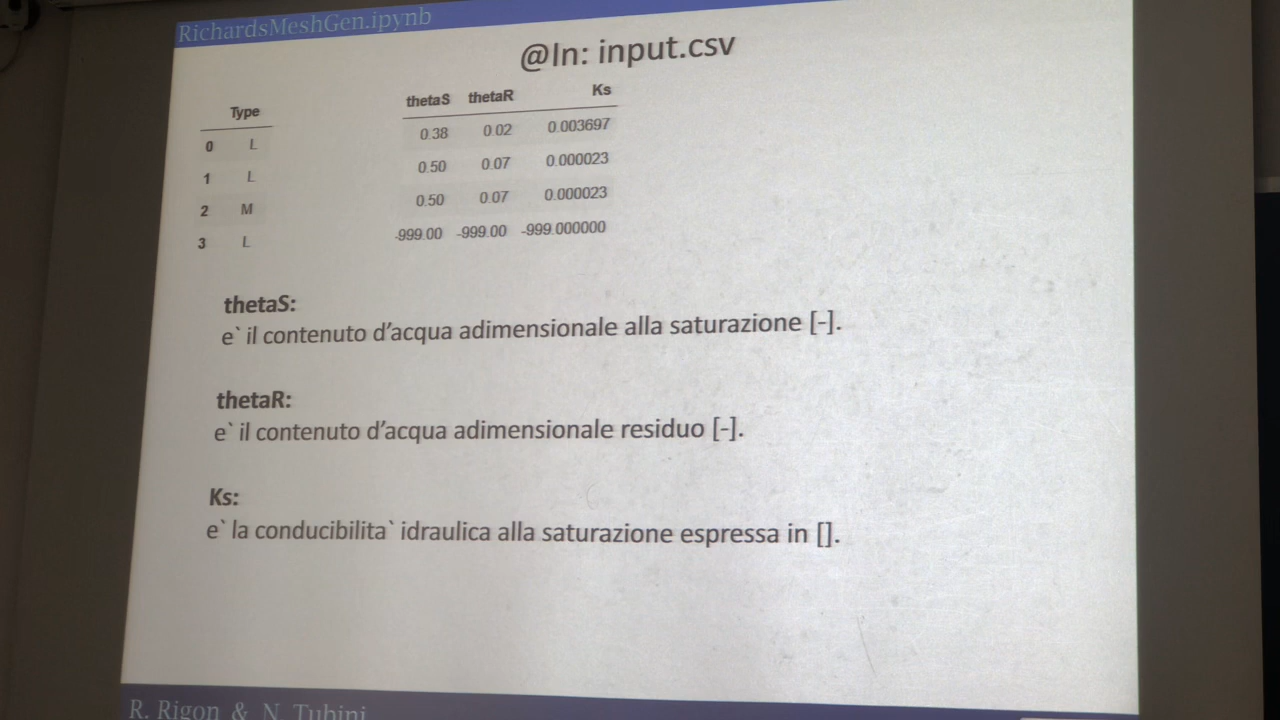 RichardsMeshGen.ipynb
@In: input.csv
Type thetaS thetaR Ks
0 L 0.38 0.02 0.003697
1 L 0.50 0.07 0.000023
2 M 0.50 0.07 0.000023
3 L -999.00 -999.00 -999.000000
thetaS:
e` il contenuto d'acqua adimensionale alla saturazione [-].
thetaR:
e` il contenuto d'acqua adimensionale residuo [-].
Ks:
e` la conducibilita` idraulica alla saturazione espressa in [].
R. Rigon & N. Tubini